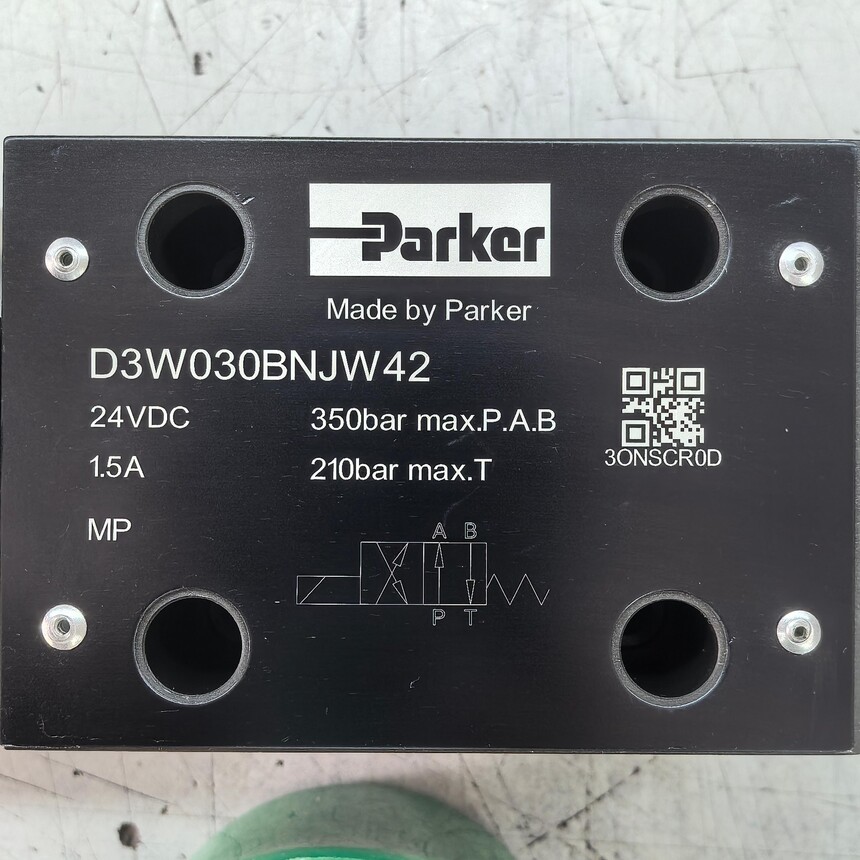 Parker
Made by Parker
D3W030BNJW42
24VDC 350bar max.P.A.B
1.5A 210bar max.T
3ONSCR0D
MP
A B
P T